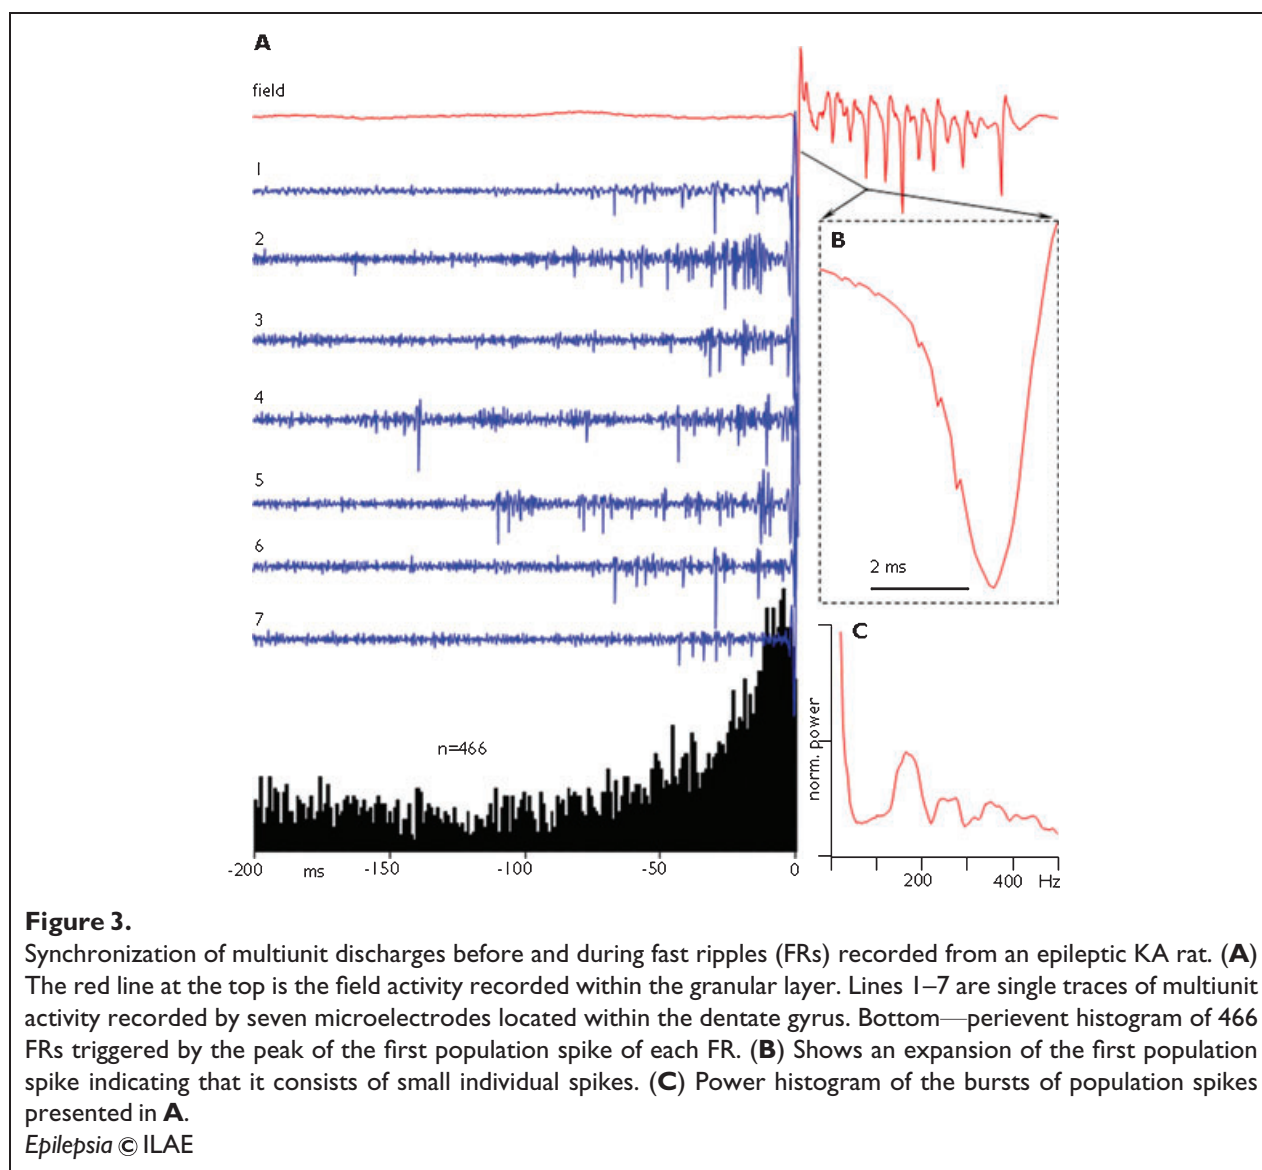 A
field
1
2
3
4
5
6
7
n=466
-200 ms -150 -100 -50 0
B
2 ms
C
norm. power
200 400 Hz
Figure 3.
Synchronization of multiunit discharges before and during fast ripples (FRs) recorded from an epileptic KA rat. (A)
The red line at the top is the field activity recorded within the granular layer. Lines 1–7 are single traces of multiunit
activity recorded by seven microelectrodes located within the dentate gyrus. Bottom—perievent histogram of 466
FRs triggered by the peak of the first population spike of each FR. (B) Shows an expansion of the first population
spike indicating that it consists of small individual spikes. (C) Power histogram of the bursts of population spikes
presented in A.
Epilepsia © ILAE